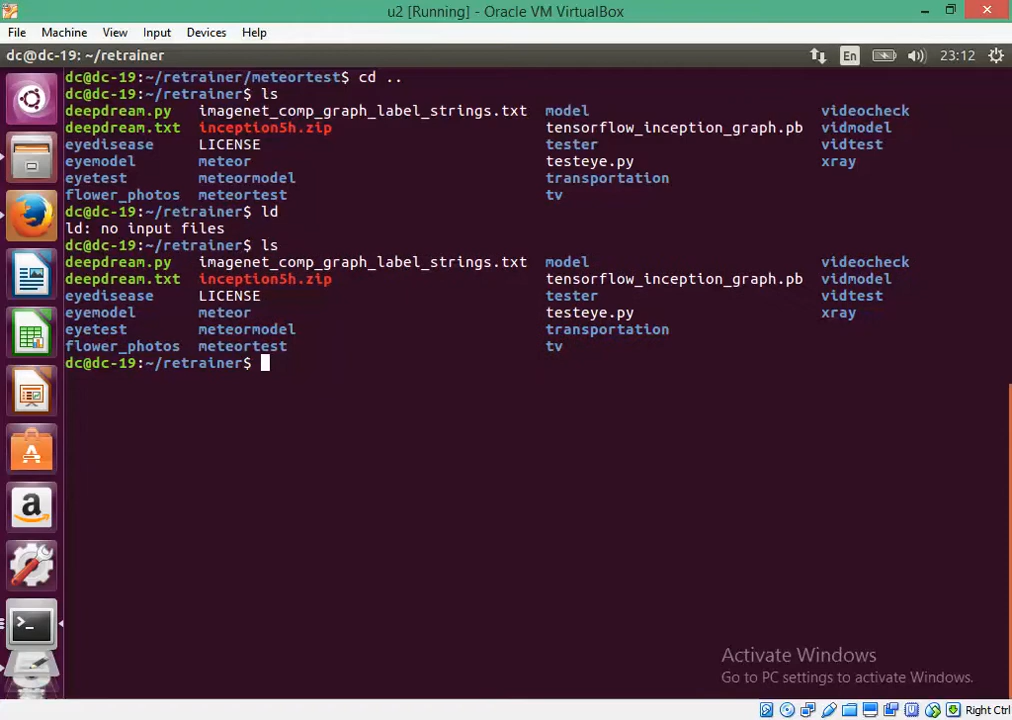 u2 [Running] - Oracle VM VirtualBox
File Machine View Input Devices Help
dc@dc-19: ~/retrainer En 23:12
dc@dc-19:~/retrainer/meteortest$ cd ..
dc@dc-19:~/retrainer$ ls
deepdream.py imagenet_comp_graph_label_strings.txt model videocheck
deepdream.txt inception5h.zip tensorflow_inception_graph.pb vidmodel
eyedisease LICENSE tester vidtest
eyemodel meteor testeye.py xray
eyetest meteormodel transportation
flower_photos meteortest tv
dc@dc-19:~/retrainer$ ld
ld: no input files
dc@dc-19:~/retrainer$ ls
deepdream.py imagenet_comp_graph_label_strings.txt model videocheck
deepdream.txt inception5h.zip tensorflow_inception_graph.pb vidmodel
eyedisease LICENSE tester vidtest
eyemodel meteor testeye.py xray
eyetest meteormodel transportation
flower_photos meteortest tv
dc@dc-19:~/retrainer$
Activate Windows
Go to PC settings to activate Windows.
Right Ctrl